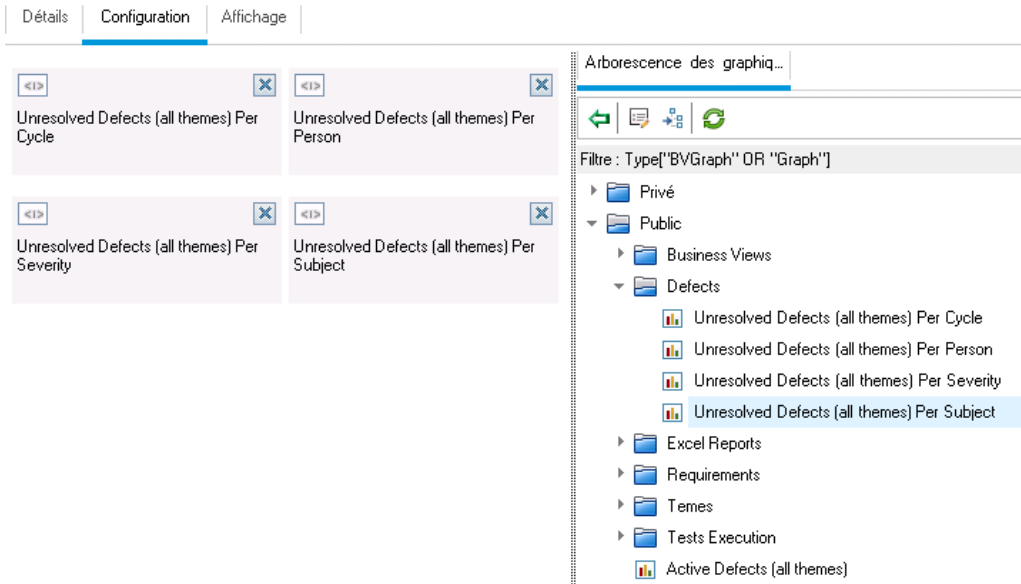 Détails
Configuration
Affichage
Unresolved Defects (all themes) Per
Cycle
Unresolved Defects (all themes) Per
Person
Unresolved Defects (all themes) Per
Severity
Unresolved Defects (all themes) Per
Subject
Arborescence des graphiq...
Filtre : Type["BVGraph" OR "Graph"]
Privé
Public
Business Views
Defects
Unresolved Defects (all themes) Per Cycle
Unresolved Defects (all themes) Per Person
Unresolved Defects (all themes) Per Severity
Unresolved Defects (all themes) Per Subject
Excel Reports
Requirements
Temes
Tests Execution
Active Defects (all themes)